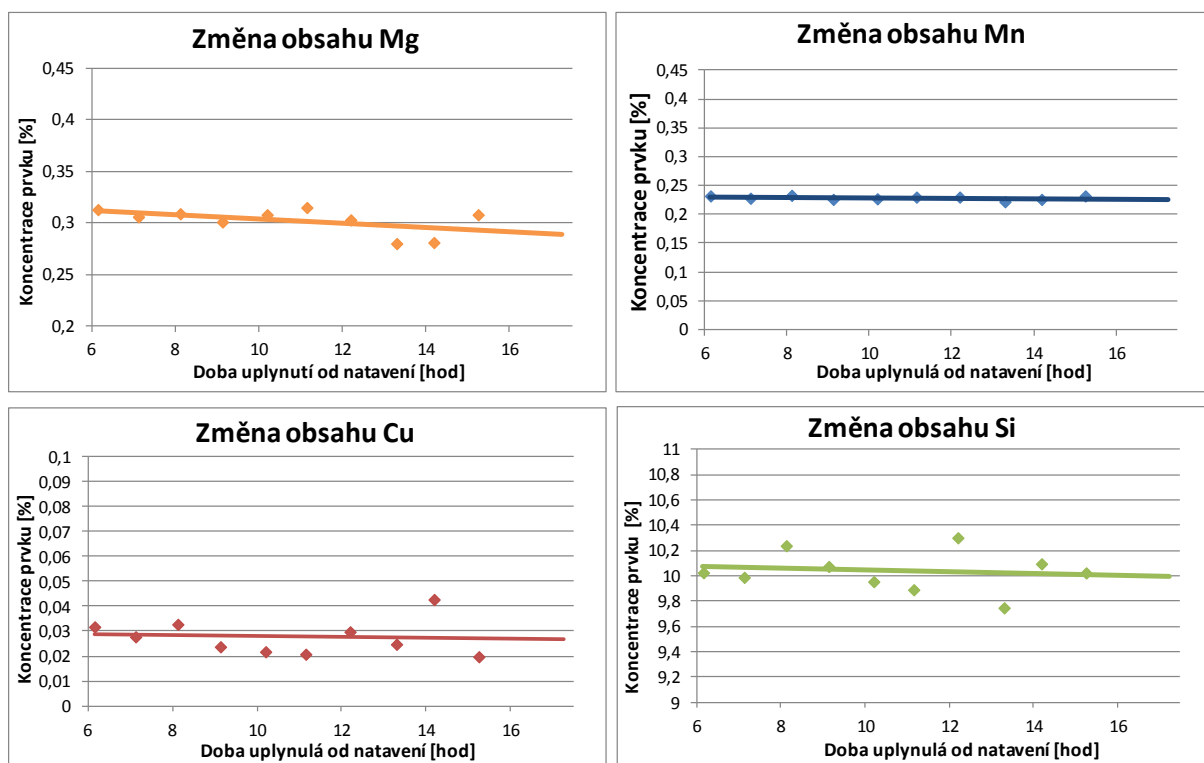 Změna obsahu Mg
Koncentrace prvku [%]
0,45
0,4
0,35
0,3
0,25
0,2
6 8 10 12 14 16
Doba uplynutí od natavení [hod]
Změna obsahu Mn
Koncentrace prvku [%]
0,45
0,4
0,35
0,3
0,25
0,2
0,15
0,1
0,05
0
6 8 10 12 14 16
Doba uplynulá od natavení [hod]
Změna obsahu Cu
Koncentrace prvku [%]
0,1
0,09
0,08
0,07
0,06
0,05
0,04
0,03
0,02
0,01
0
6 8 10 12 14 16
Doba uplynulá od natavení [hod]
Změna obsahu Si
Koncentrace prvku [%]
11
10,8
10,6
10,4
10,2
10
9,8
9,6
9,4
9,2
9
6 8 10 12 14 16
Doba uplynulá od natavení [hod]